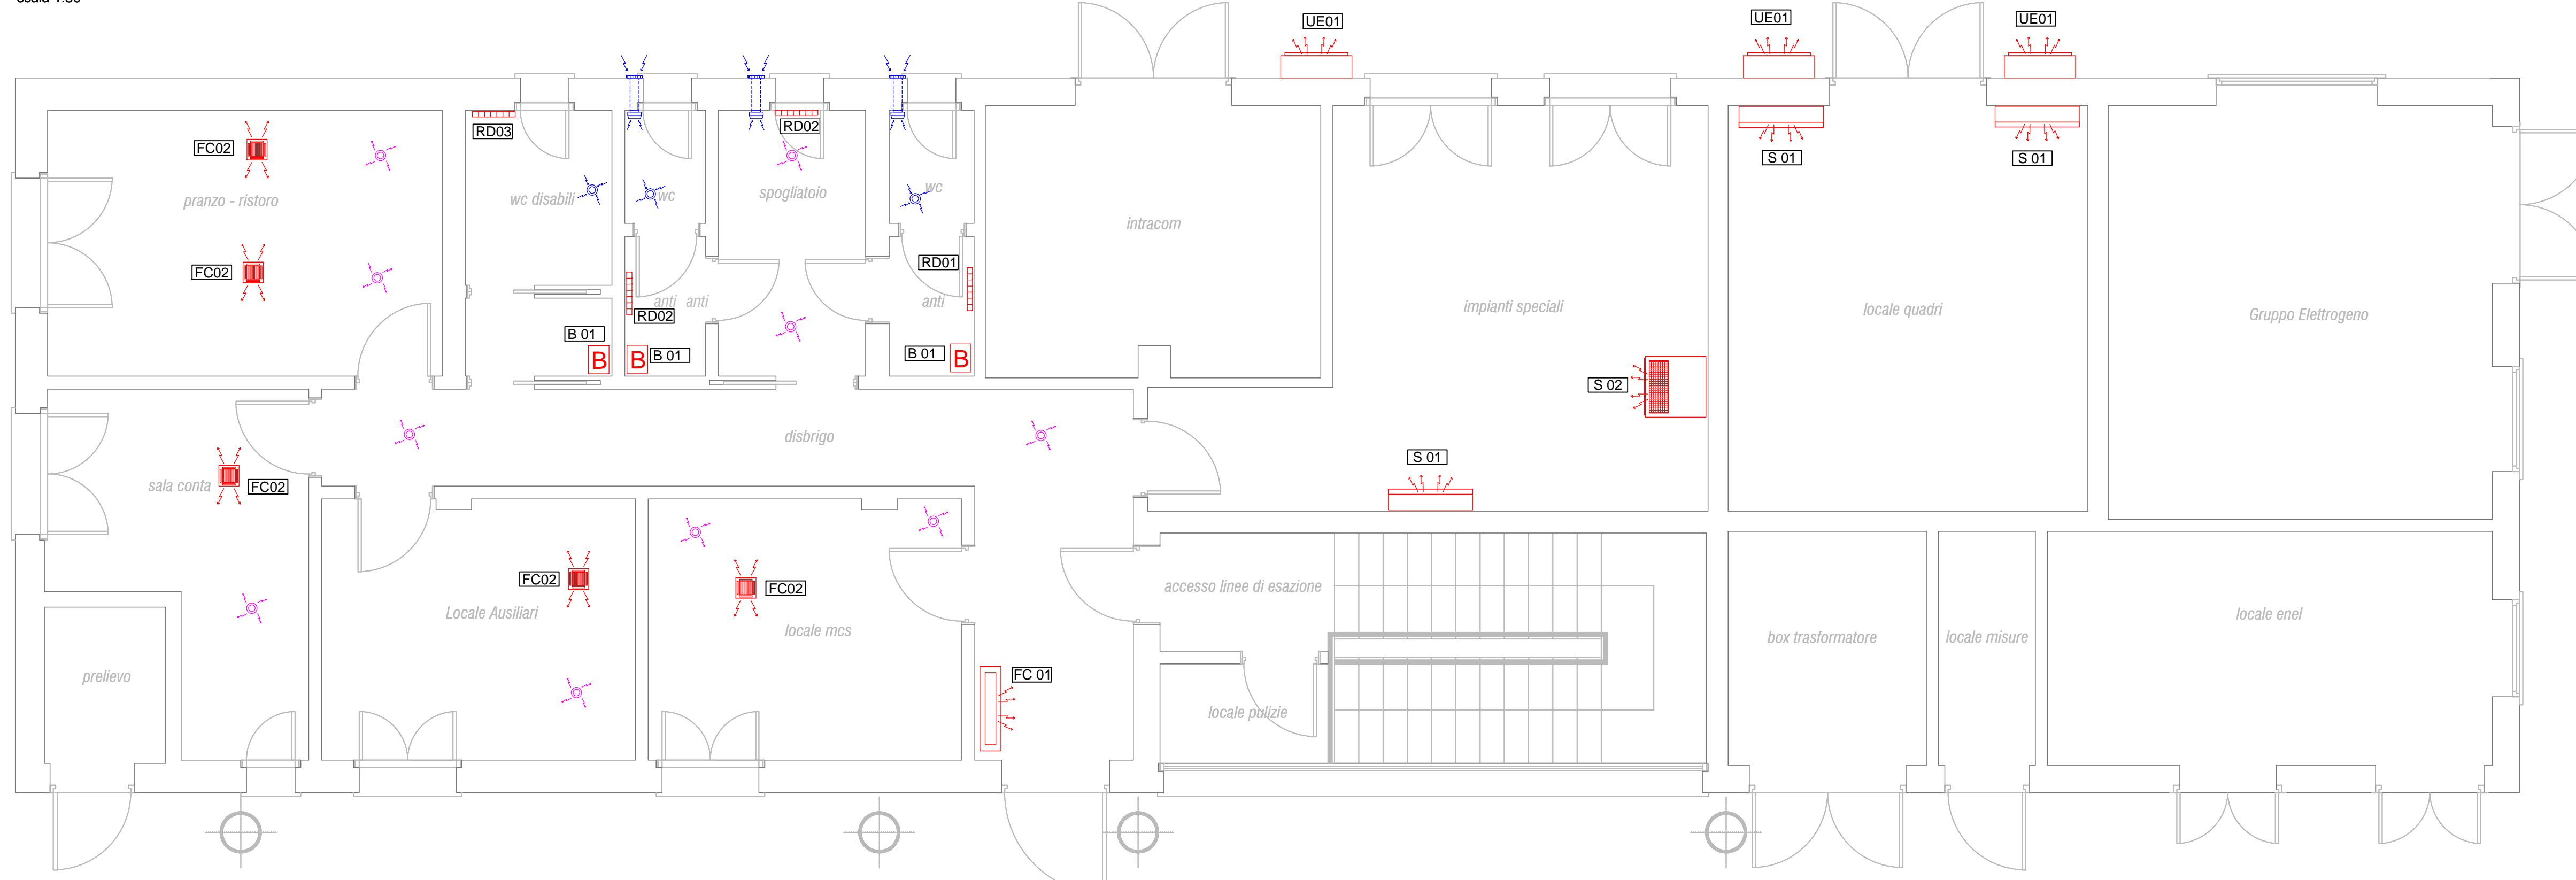 UE01
UE01
UE01
FC02
RD03
RD02
S 01
S 01
pranzo - ristoro
wc disabili
wc
spogliatoio
wc
intracom
FC02
RD01
anti
anti
anti
RD02
impianti speciali
locale quadri
Gruppo Elettrogeno
B 01
B
B
B 01
B 01
B
S 02
disbrigo
S 01
sala conta
FC02
FC02
Locale Ausiliari
FC02
locale mcs
accesso linee di esazione
box trasformatore
locale misure
locale enel
prelievo
FC 01
locale pulizie